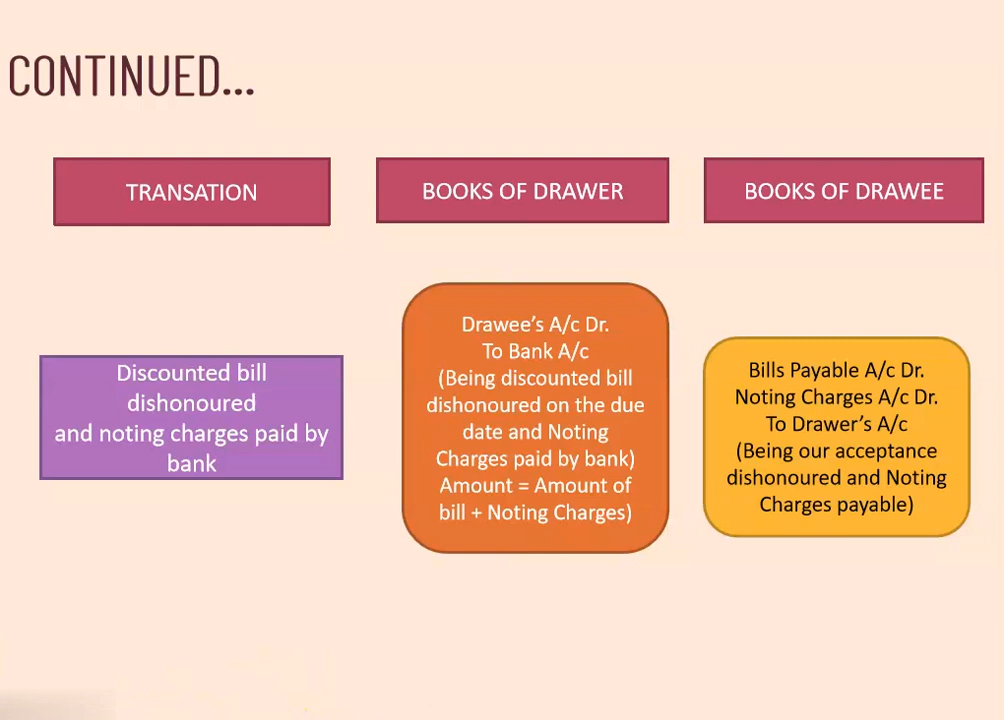 CONTINUED...
TRANSATION
BOOKS OF DRAWER
BOOKS OF DRAWEE
Discounted bill
dishonoured
and noting charges paid by
bank
Drawee's A/c Dr.
To Bank A/c
(Being discounted bill
dishonoured on the due
date and Noting
Charges paid by bank)
Amount = Amount of
bill + Noting Charges)
Bills Payable A/c Dr.
Noting Charges A/c Dr.
To Drawer's A/c
(Being our acceptance
dishonoured and Noting
Charges payable)